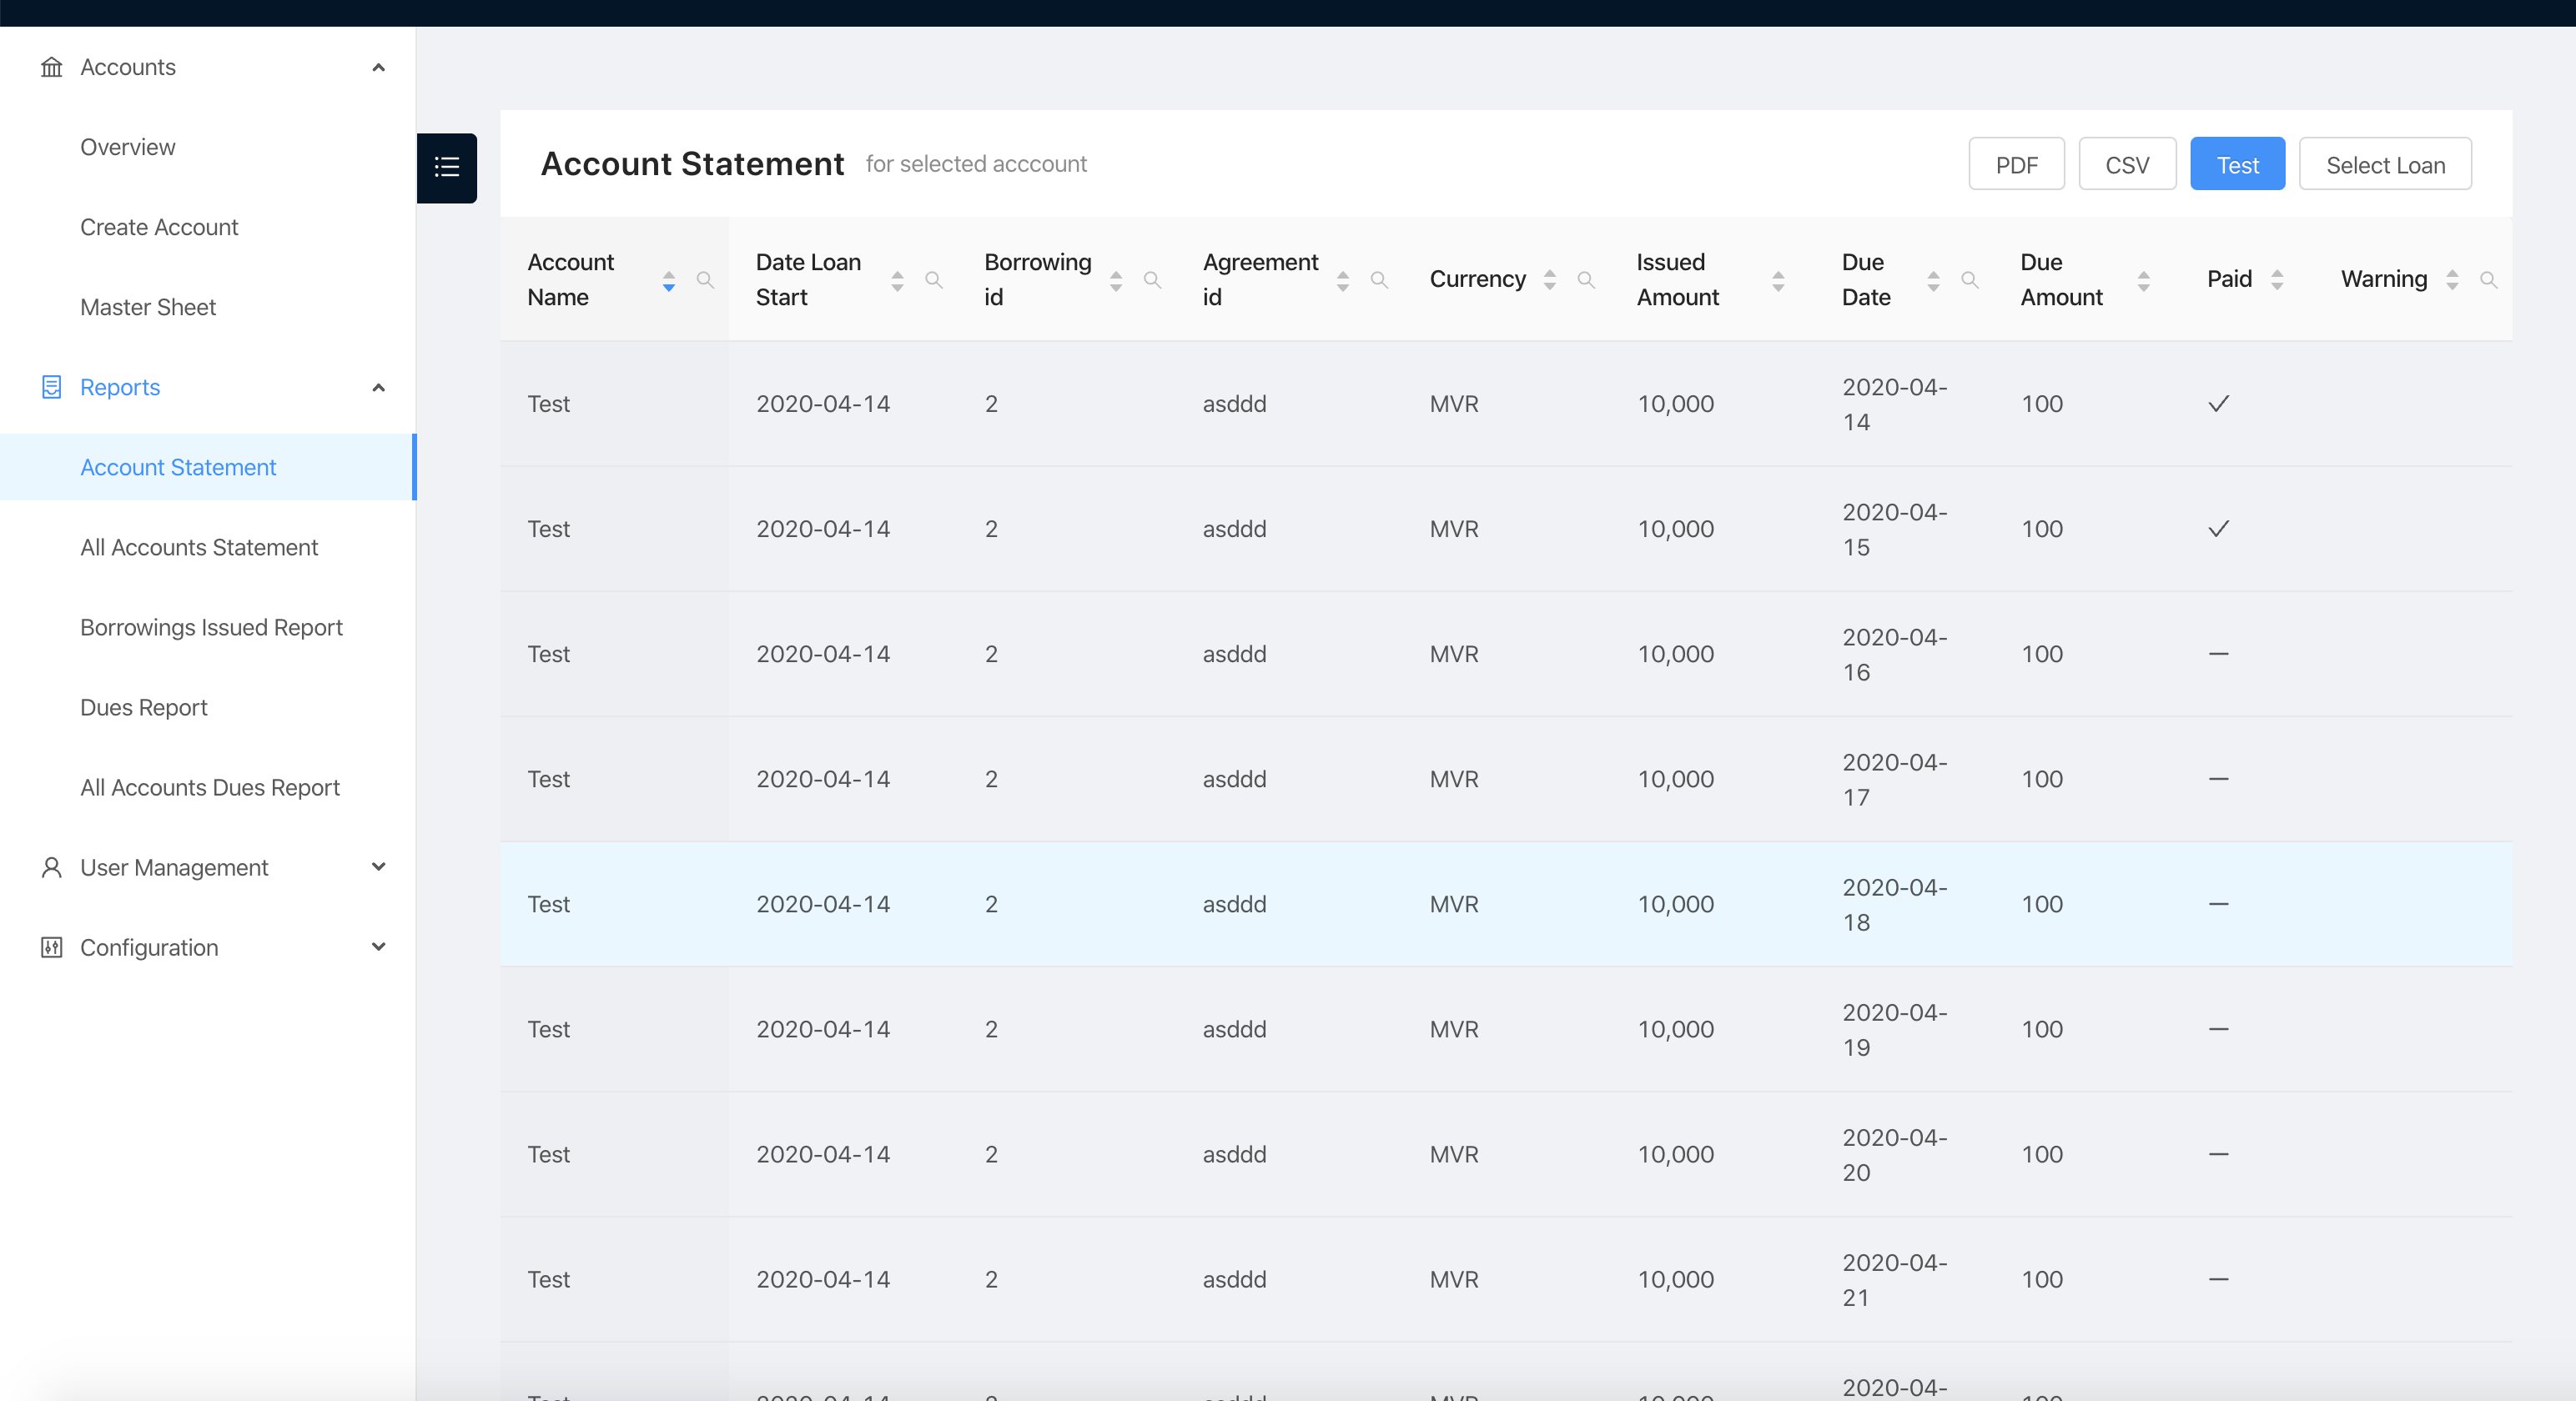 Accounts
Overview
Create Account
Master Sheet
Reports
Account Statement
All Accounts Statement
Borrowings Issued Report
Dues Report
All Accounts Dues Report
User Management
Configuration
Account Statement for selected acccount
PDF CSV Test Select Loan
Account Name Date Loan Start Borrowing id Agreement id Currency Issued Amount Due Date Due Amount Paid Warning
Test 2020-04-14 2 asddd MVR 10,000 2020-04-14 100
Test 2020-04-14 2 asddd MVR 10,000 2020-04-15 100
Test 2020-04-14 2 asddd MVR 10,000 2020-04-16 100 —
Test 2020-04-14 2 asddd MVR 10,000 2020-04-17 100 —
Test 2020-04-14 2 asddd MVR 10,000 2020-04-18 100 —
Test 2020-04-14 2 asddd MVR 10,000 2020-04-19 100 —
Test 2020-04-14 2 asddd MVR 10,000 2020-04-20 100 —
Test 2020-04-14 2 asddd MVR 10,000 2020-04-21 100 —
2020-04-